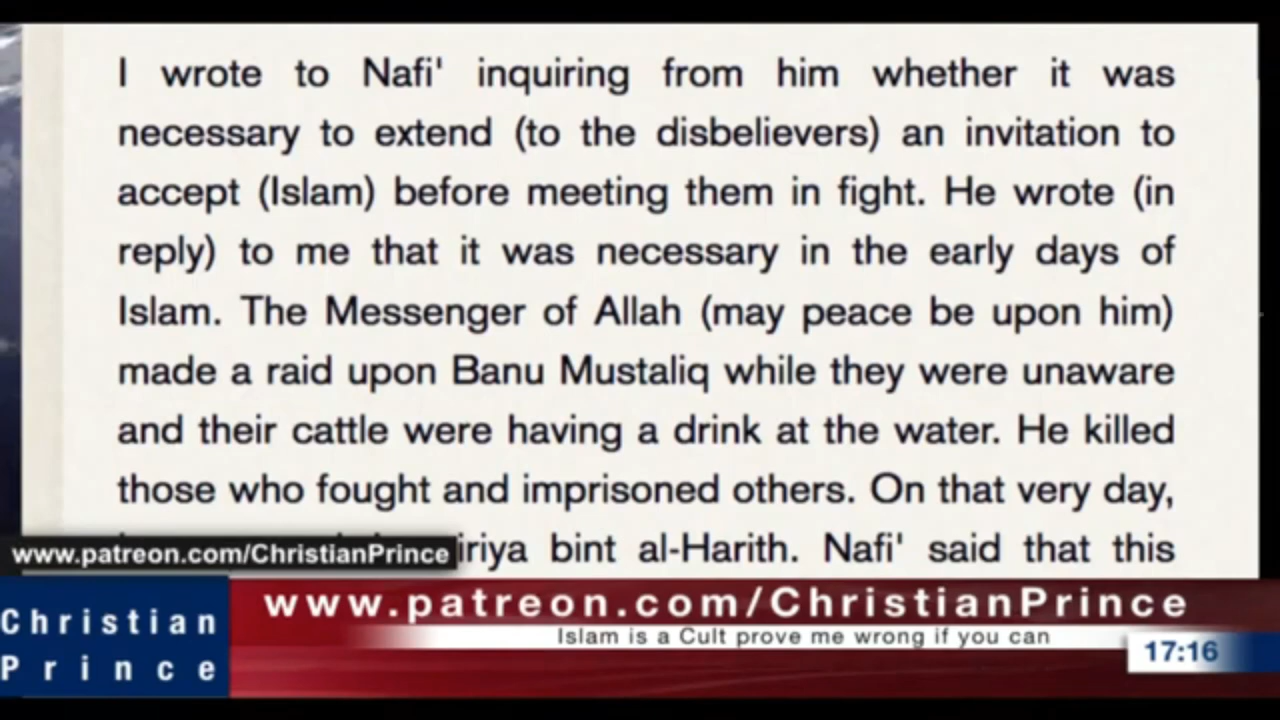 I wrote to Nafi' inquiring from him whether it was
necessary to extend (to the disbelievers) an invitation to
accept (Islam) before meeting them in fight. He wrote (in
reply) to me that it was necessary in the early days of
Islam. The Messenger of Allah (may peace be upon him)
made a raid upon Banu Mustaliq while they were unaware
and their cattle were having a drink at the water. He killed
those who fought and imprisoned others. On that very day,
iriya bint al-Harith. Nafi' said that this
www.patreon.com/ChristianPrince
www.patreon.com/ChristianPrince
Islam is a Cult prove me wrong if you can
Christian
Prince
17:16